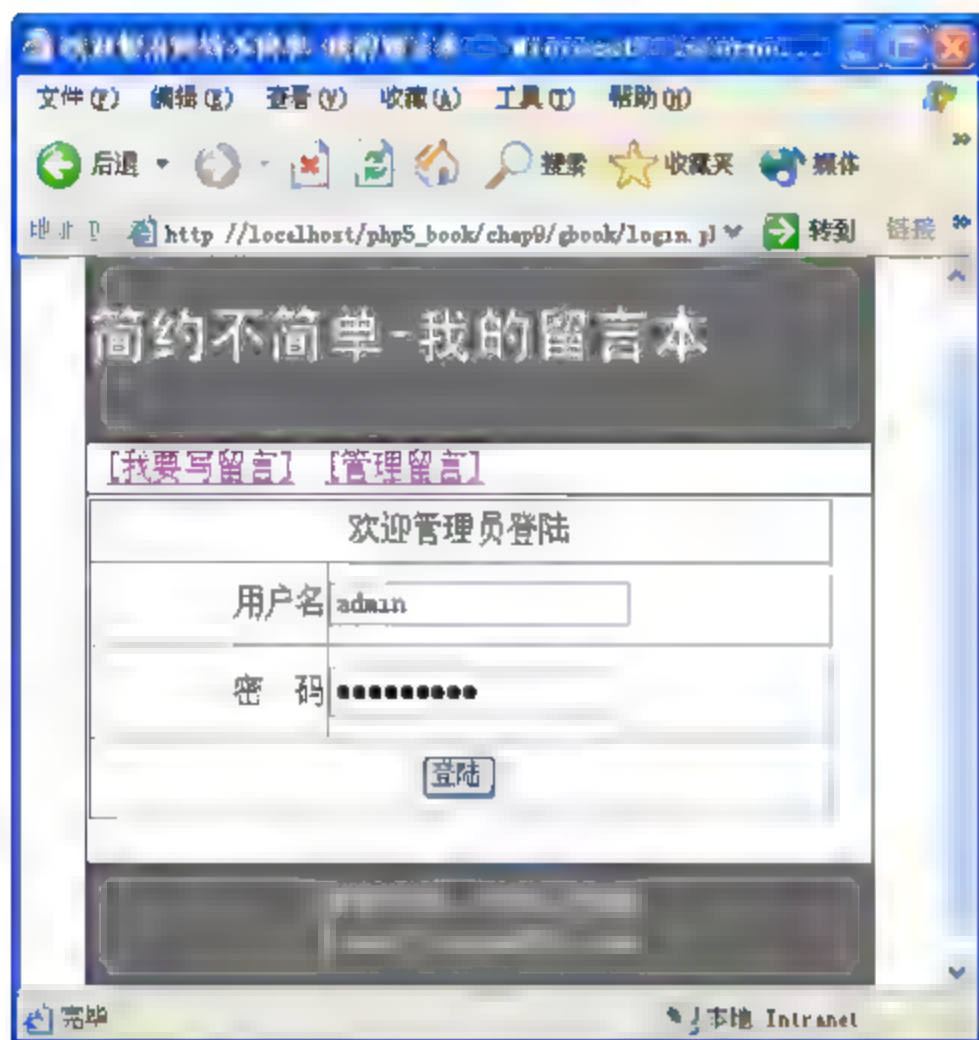 文件(F) 编辑(E) 查看(V) 收藏(A) 工具(T) 帮助(H)
后退 搜索 收藏夹 媒体
http //localhost/php5_book/chap9/gbook/login.p 转到 链接
简约不简单-我的留言本
[我要写留言] [管理留言]
欢迎管理员登陆
用户名 admin
密 码 •••••••••
登陆
完毕 本地 Intranet